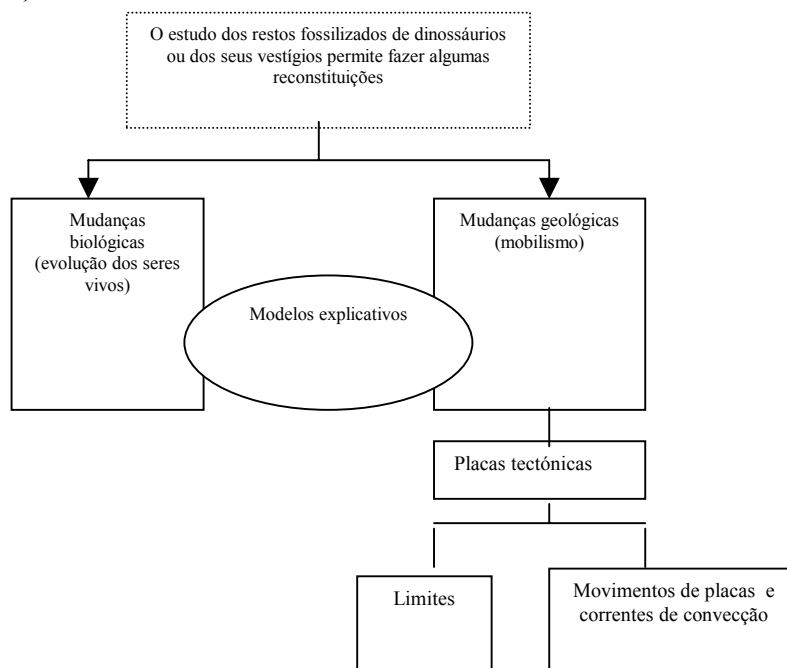 O estudo dos restos fossilizados de dinossáurios
ou dos seus vestígios permite fazer algumas
reconstituições
Mudanças
biológicas
(evolução dos seres
vivos)
Mudanças geológicas
(mobilismo)
Modelos explicativos
Placas tectónicas
Limites
Movimentos de placas e
correntes de convecção